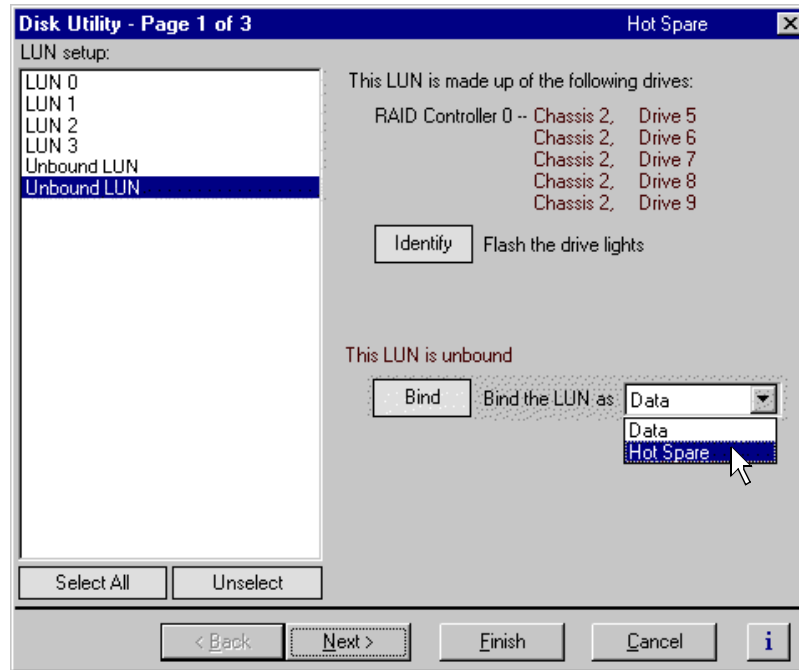 Disk Utility - Page 1 of 3 Hot Spare
LUN setup:
LUN 0
LUN 1
LUN 2
LUN 3
Unbound LUN
Unbound LUN
This LUN is made up of the following drives:
RAID Controller 0 -- Chassis 2, Drive 5
Chassis 2, Drive 6
Chassis 2, Drive 7
Chassis 2, Drive 8
Chassis 2, Drive 9
Identify Flash the drive lights
This LUN is unbound
Bind Bind the LUN as Data
Data
Hot Spare
Select All Unselect
< Back Next > Finish Cancel i